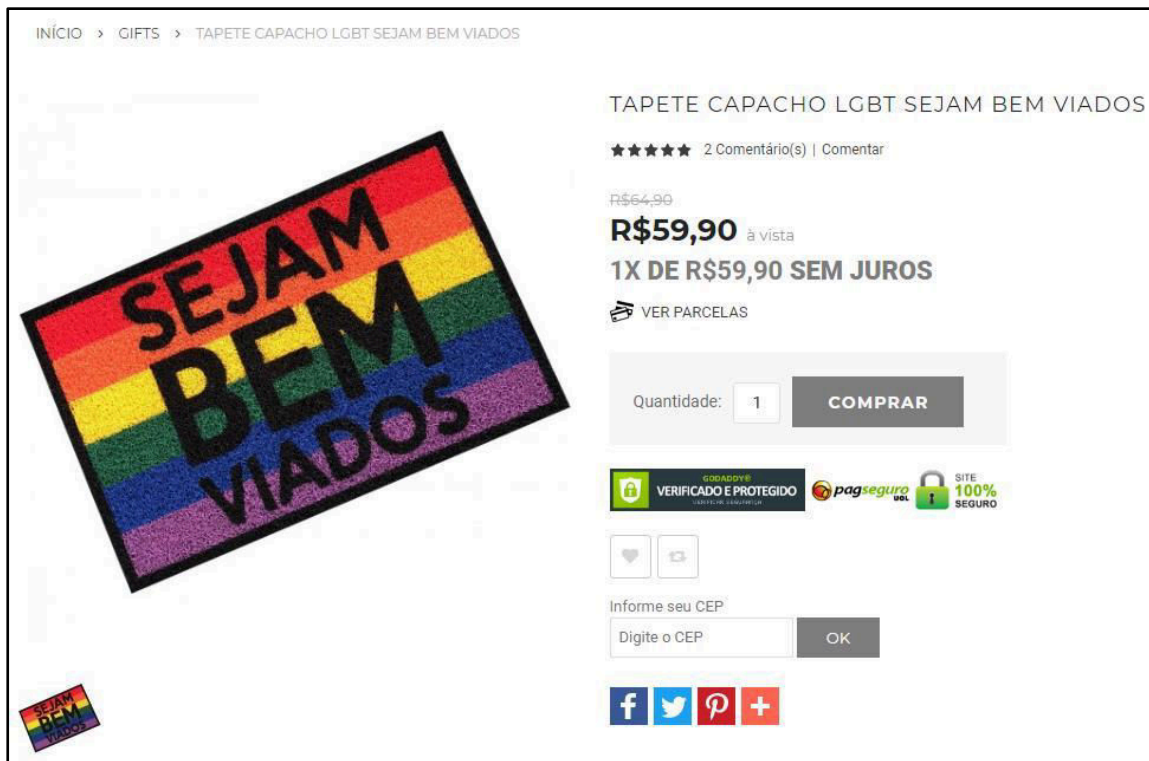 INÍCIO > GIFTS > TAPETE CAPACHO LGBT SEJAM BEM VIADOS
SEJAM
BEM
VIADOS
SEJAM
BEM
VIADOS
TAPETE CAPACHO LGBT SEJAM BEM VIADOS
2 Comentário(s) | Comentar
R$64,90
R$59,90 à vista
1X DE R$59,90 SEM JUROS
VER PARCELAS
Quantidade: 1 COMPRAR
GODADDY®
VERIFICADO E PROTEGIDO
pagseguro
UOL
SITE
100%
SEGURO
Informe seu CEP
Digite o CEP OK